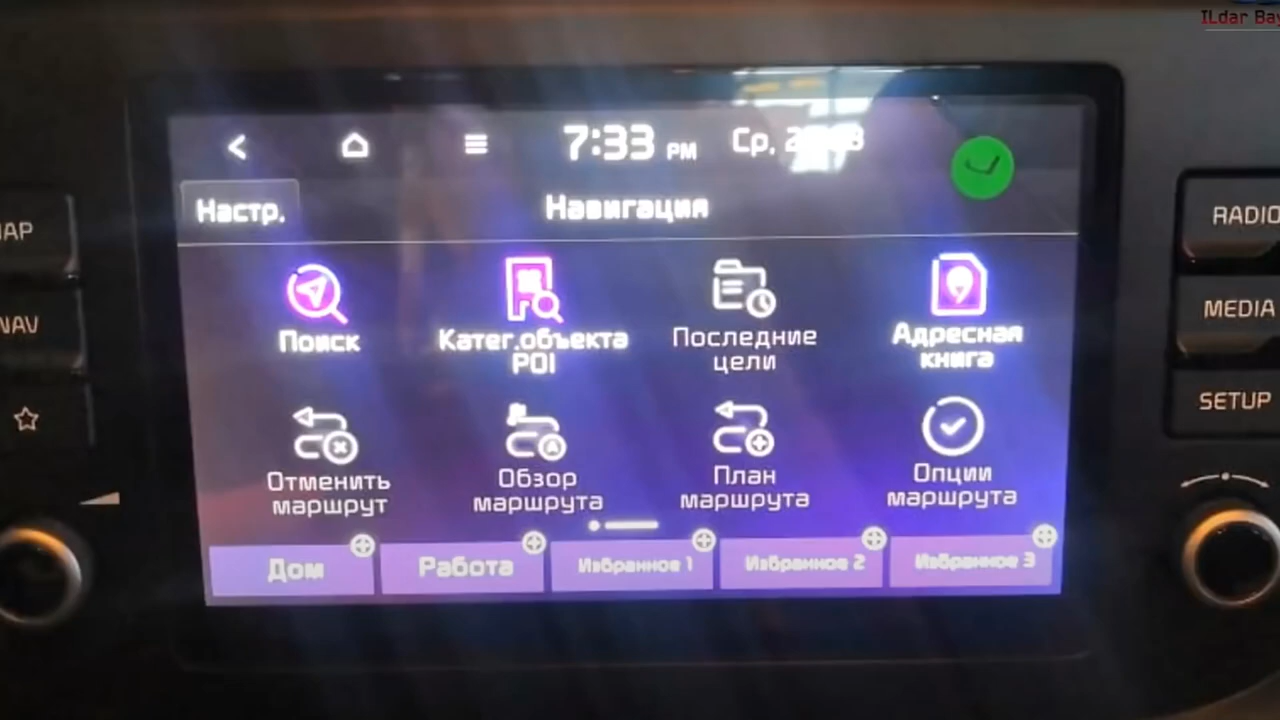 ILdar Bay
7:33 PM Ср,
Настр.
Навигация
Поиск
Катег.объекта
POI
Последние
цели
Адресная
книга
Отменить
маршрут
Обзор
маршрута
План
маршрута
Опции
маршрута
Дом
Работа
Избранное 1
Избранное 2
Избранное 3
AP
NAV
RADIO
MEDIA
SETUP